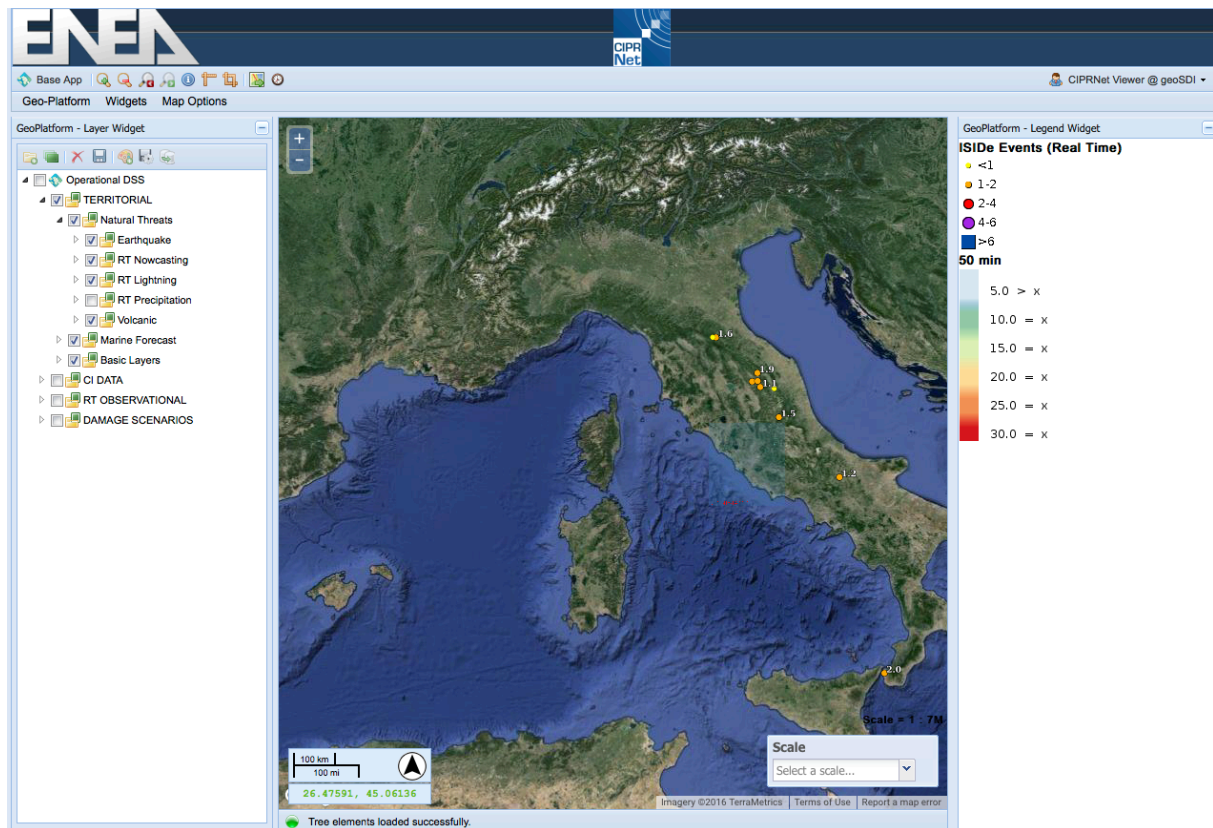 ENEA
CIPR
Net
Base App
CIPRNet Viewer @ geoSDI
Geo-Platform Widgets Map Options
GeoPlatform - Layer Widget
Operational DSS
TERRITORIAL
Natural Threats
Earthquake
RT Nowcasting
RT Lightning
RT Precipitation
Volcanic
Marine Forecast
Basic Layers
CI DATA
RT OBSERVATIONAL
DAMAGE SCENARIOS
+
−
1.6
1.9
1.1
1.5
1.2
2.0
Scale = 1 : 7M
100 km
100 mi
26.47591, 45.06136
Scale
Select a scale...
Imagery ©2016 TerraMetrics Terms of Use Report a map error
Tree elements loaded successfully.
GeoPlatform - Legend Widget
ISIDe Events (Real Time)
<1
1-2
2-4
4-6
>6
50 min
5.0 > x
10.0 = x
15.0 = x
20.0 = x
25.0 = x
30.0 = x